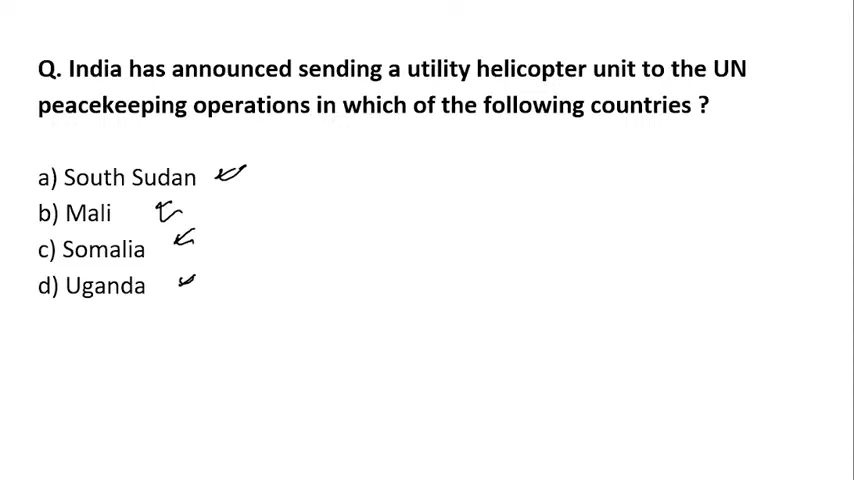 Q. India has announced sending a utility helicopter unit to the UN
peacekeeping operations in which of the following countries ?
a) South Sudan
b) Mali
c) Somalia
d) Uganda